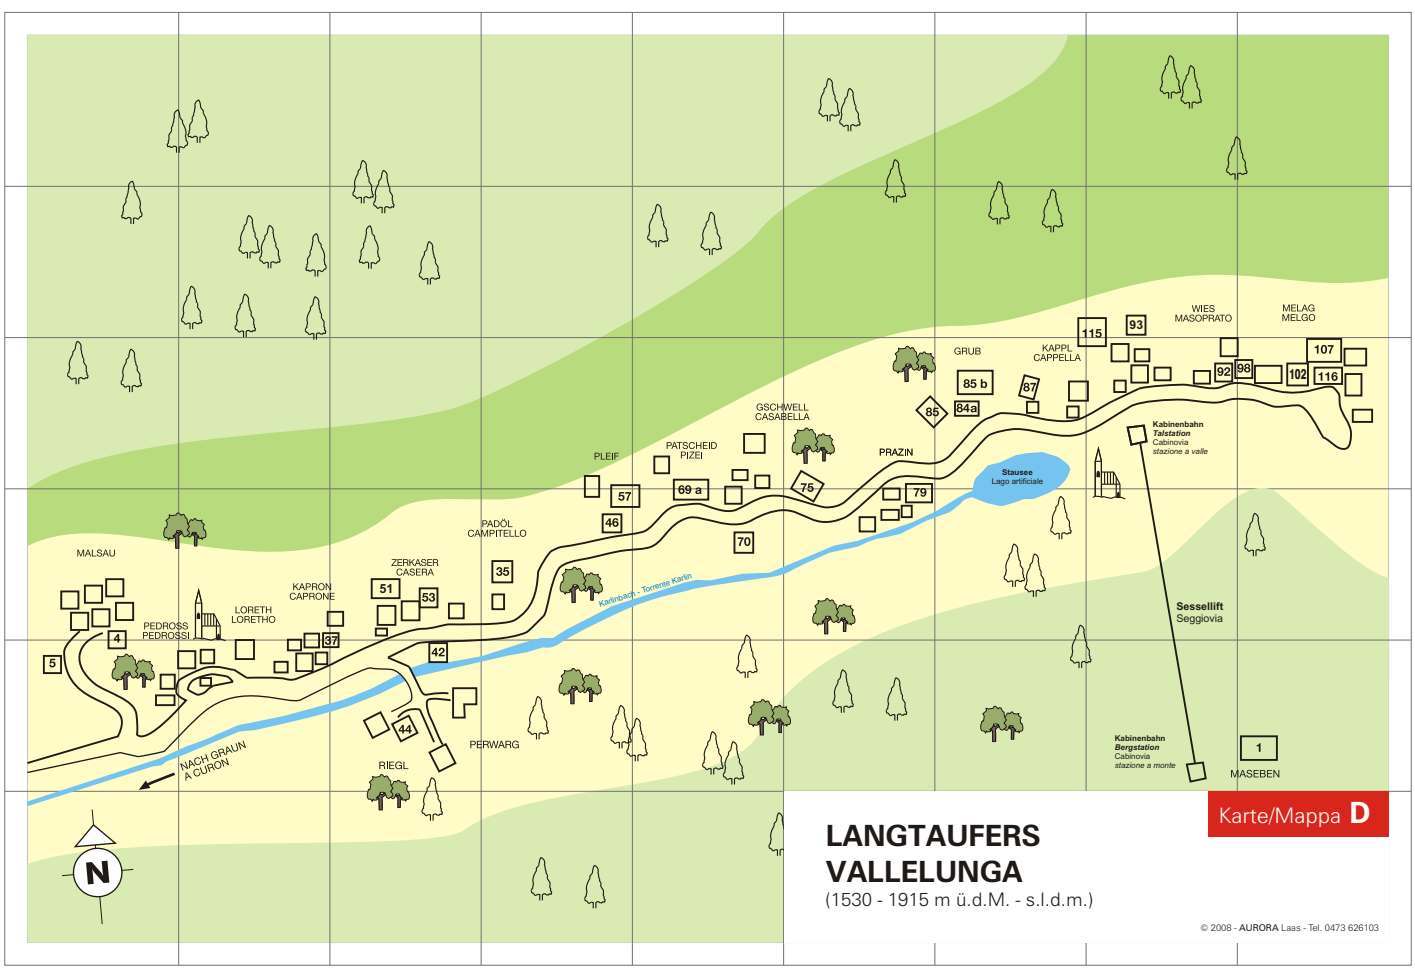 WIES
MASOPRATO
MELAG
MELGO
93
115
107
KAPPL
CAPPELLA
GRUB
92
98
102
116
85 b
87
84a
85
GSCHWELL
CASABELLA
Kabinenbahn
Talstation
Cabinovia
stazione a valle
PATSCHEID
PIZEI
PLEIF
PRAZIN
Stausee
Lago artificiale
57
69 a
75
79
46
PADÖL
CAMPITELLO
70
MALSAU
ZERKASER
CASERA
35
Karlinbach - Torrente Karlin
KAPRON
CAPRONE
51
53
LORETH
LORETHO
Sessellift
Seggiovia
PEDROSS
PEDROSSI
4
37
42
5
44
PERWARG
NACH GRAUN
A CURON
RIEGL
Kabinenbahn
Bergstation
Cabinovia
stazione a monte
1
MASEBEN
N
Karte/Mappa D
LANGTAUFERS
VALLELUNGA
(1530 - 1915 m ü.d.M. - s.l.d.m.)
© 2008 - AURORA Laas - Tel. 0473 626103